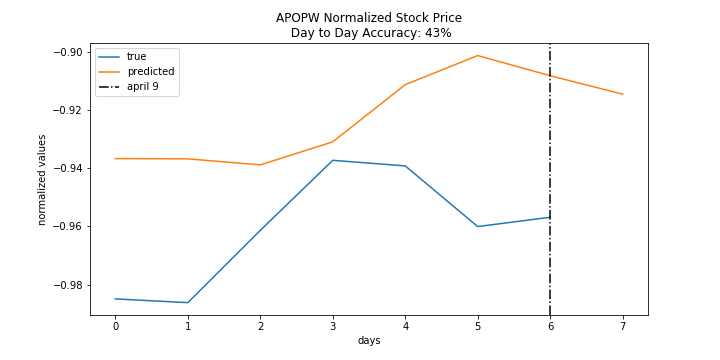 APOPW Normalized Stock Price
Day to Day Accuracy: 43%
true
predicted
april 9
normalized values
−0.90
−0.92
−0.94
−0.96
−0.98
0 1 2 3 4 5 6 7
days